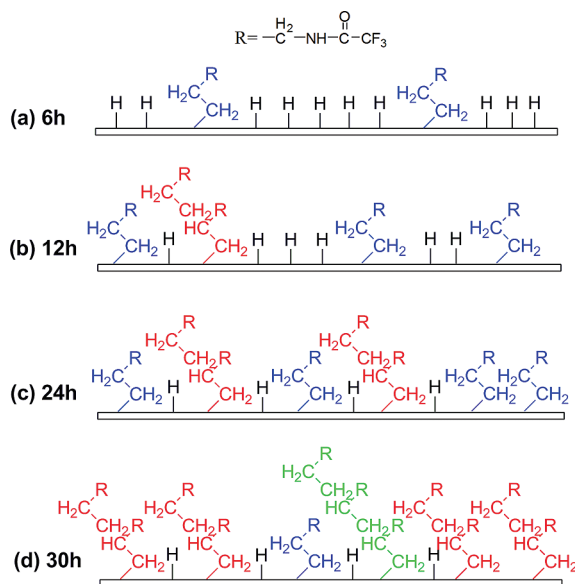 H2 O
R= C NH C CF3
R R
H2C H2C
H H H H H H H H H H
(a) 6h CH2 CH2
R
H2C
R CH2R R R
H2C HC H2C H2C
(b) 12h CH2 H CH2 H H H CH2 H H CH2
R R
H2C H2C
R CH2R R CH2R R R
H2C HC H2C HC H2C H2C
(c) 24h CH2 H CH2 H CH2 H CH2 H CH2 CH2
R
H2C
R R CH2R R R
H2C H2C HC H2C H2C
CH2R CH2R R CH2R CH2R CH2R
HC HC H2C HC HC HC
(d) 30h CH2 H CH2 H CH2 H CH2 H CH2 CH2